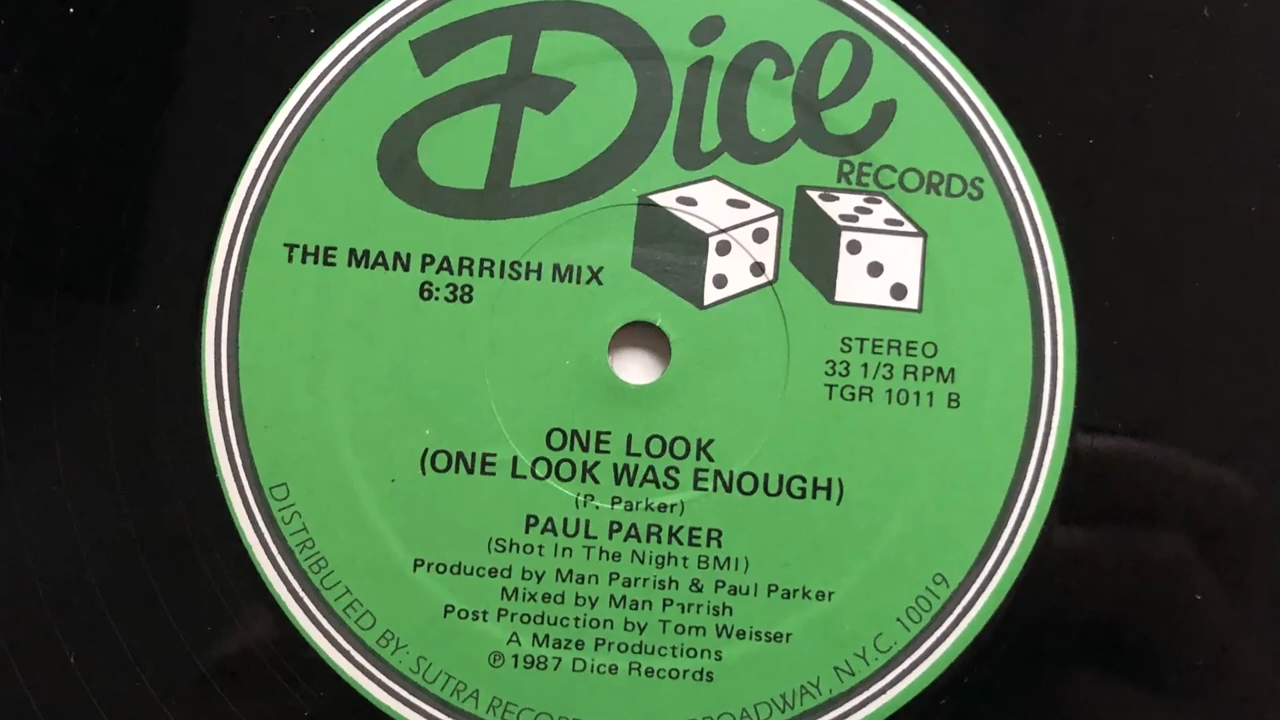 Dice
RECORDS
THE MAN PARRISH MIX
6:38
STEREO
33 1/3 RPM
TGR 1011 B
ONE LOOK
(ONE LOOK WAS ENOUGH)
(P. Parker)
PAUL PARKER
(Shot In The Night BMI)
Produced by Man Parrish & Paul Parker
Mixed by Man Parrish
Post Production by Tom Weisser
A Maze Productions
℗ 1987 Dice Records
DISTRIBUTED BY: SUTRA N.Y.C. 10019